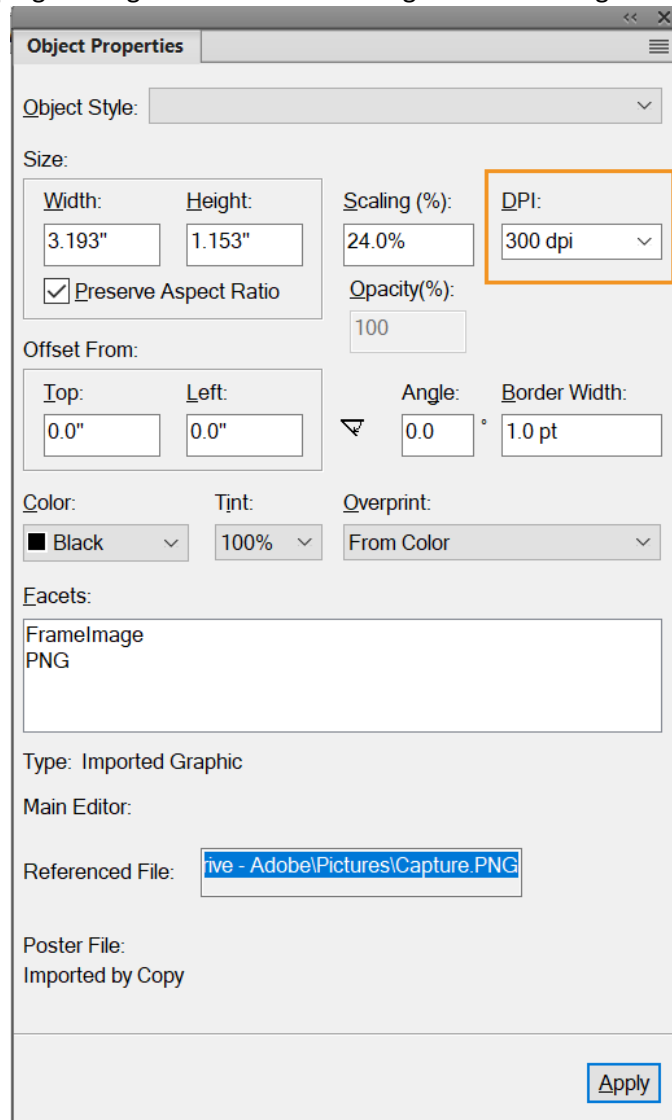 Object Properties
Object Style:
Size:
Width: Height: Scaling (%): DPI:
3.193" 1.153" 24.0% 300 dpi
Preserve Aspect Ratio Opacity(%):
100
Offset From:
Top: Left: Angle: Border Width:
0.0" 0.0" 0.0 ° 1.0 pt
Color: Tint: Overprint:
Black 100% From Color
Facets:
FrameImage
PNG
Type: Imported Graphic
Main Editor:
Referenced File: rive - Adobe\Pictures\Capture.PNG
Poster File:
Imported by Copy
Apply